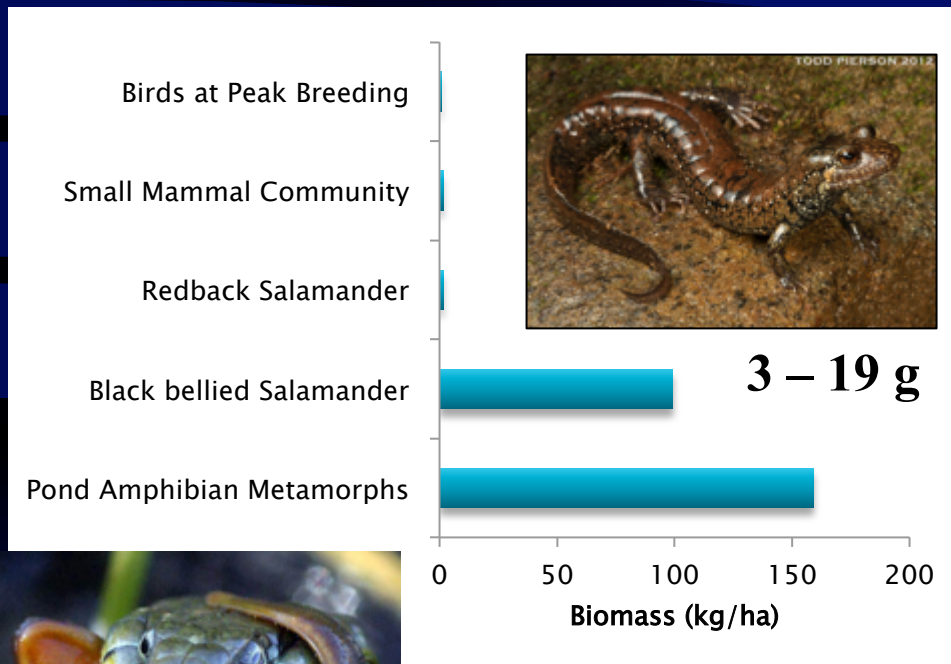 TODD PIERSON 2012
Birds at Peak Breeding
Small Mammal Community
Redback Salamander
Black bellied Salamander
3 – 19 g
Pond Amphibian Metamorphs
0 50 100 150 200
Biomass (kg/ha)